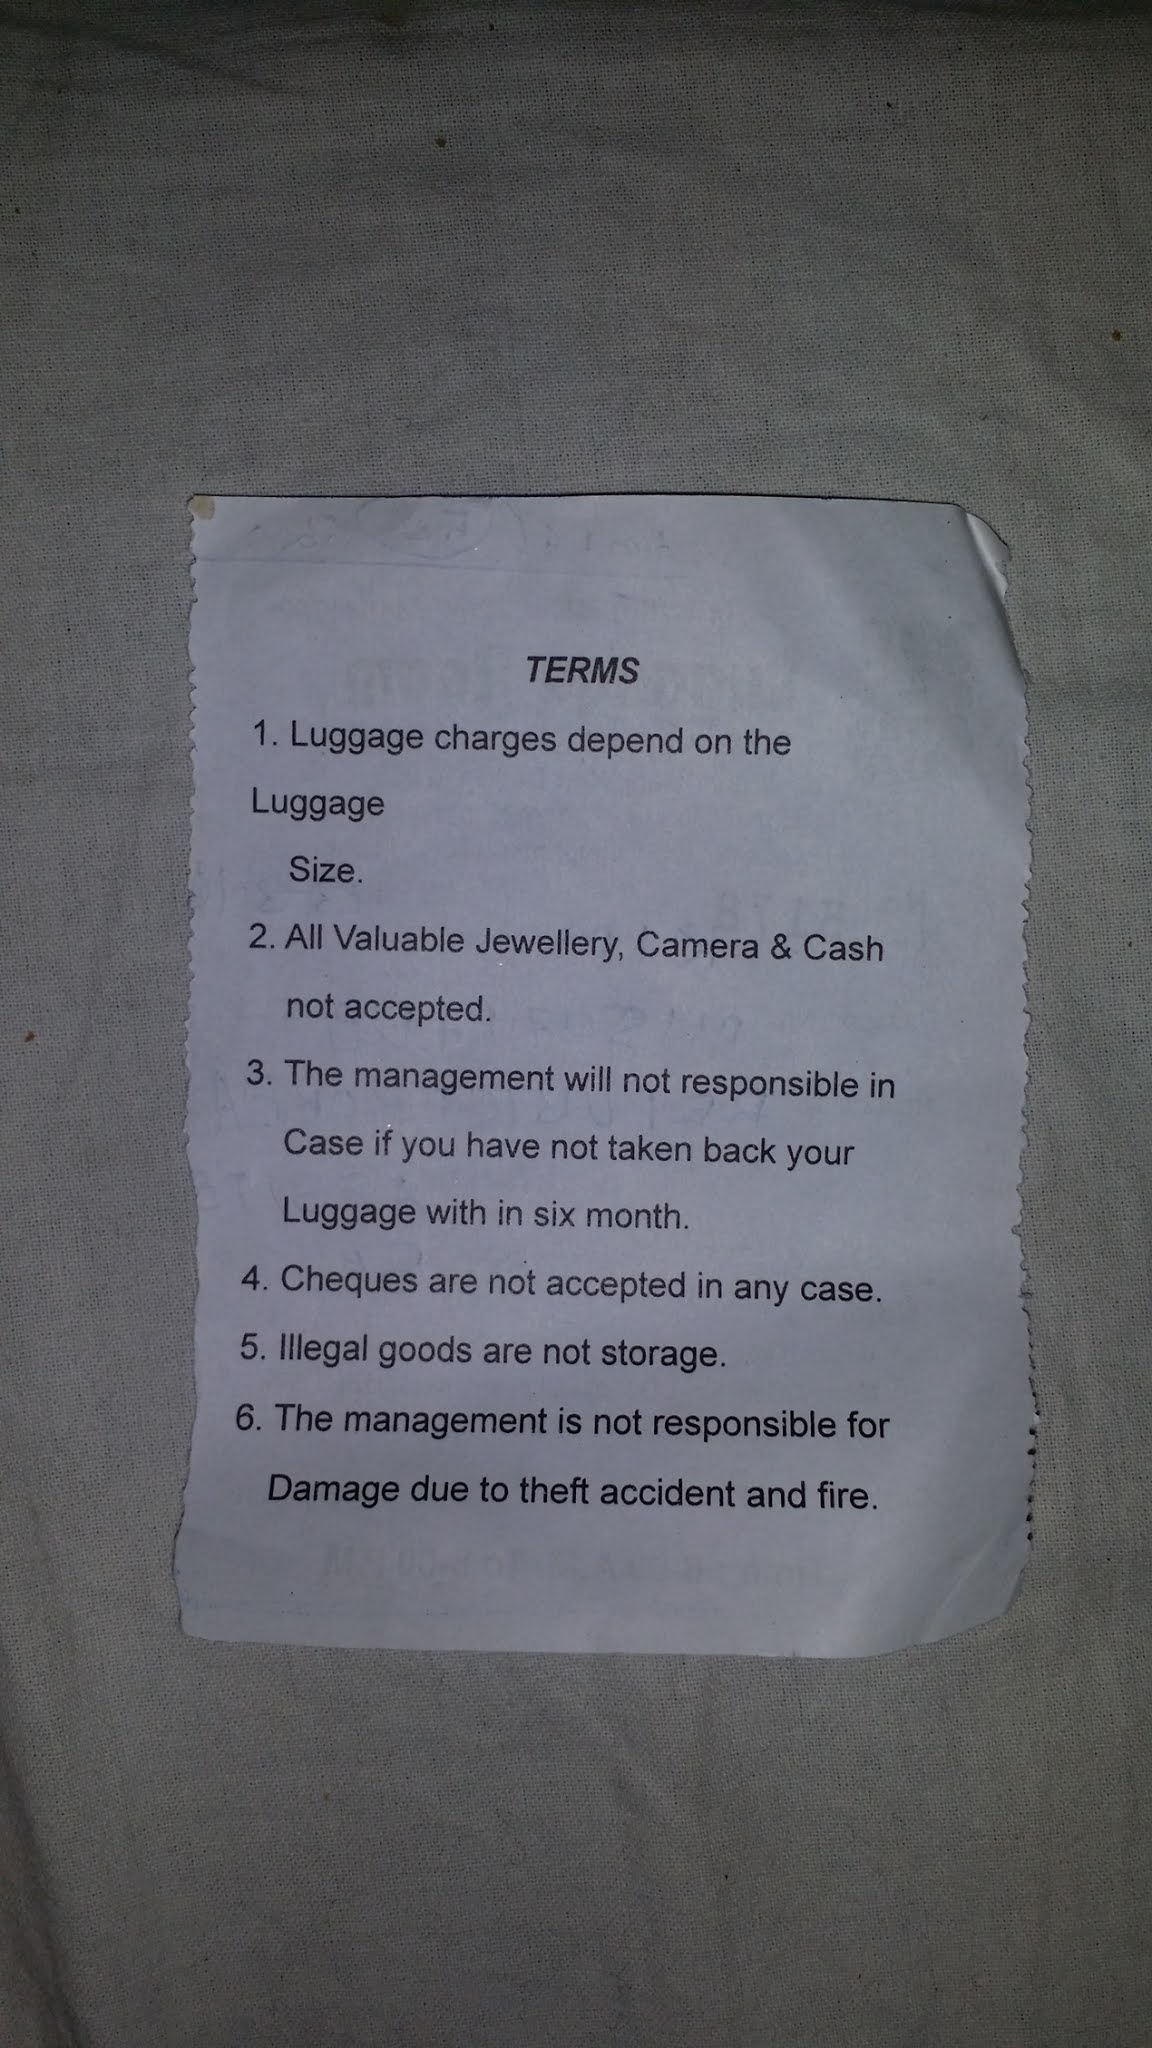 TERMS
1. Luggage charges depend on the
Luggage
Size.
2. All Valuable Jewellery, Camera & Cash
not accepted.
3. The management will not responsible in
Case if you have not taken back your
Luggage with in six month.
4. Cheques are not accepted in any case.
5. Illegal goods are not storage.
6. The management is not responsible for
Damage due to theft accident and fire.